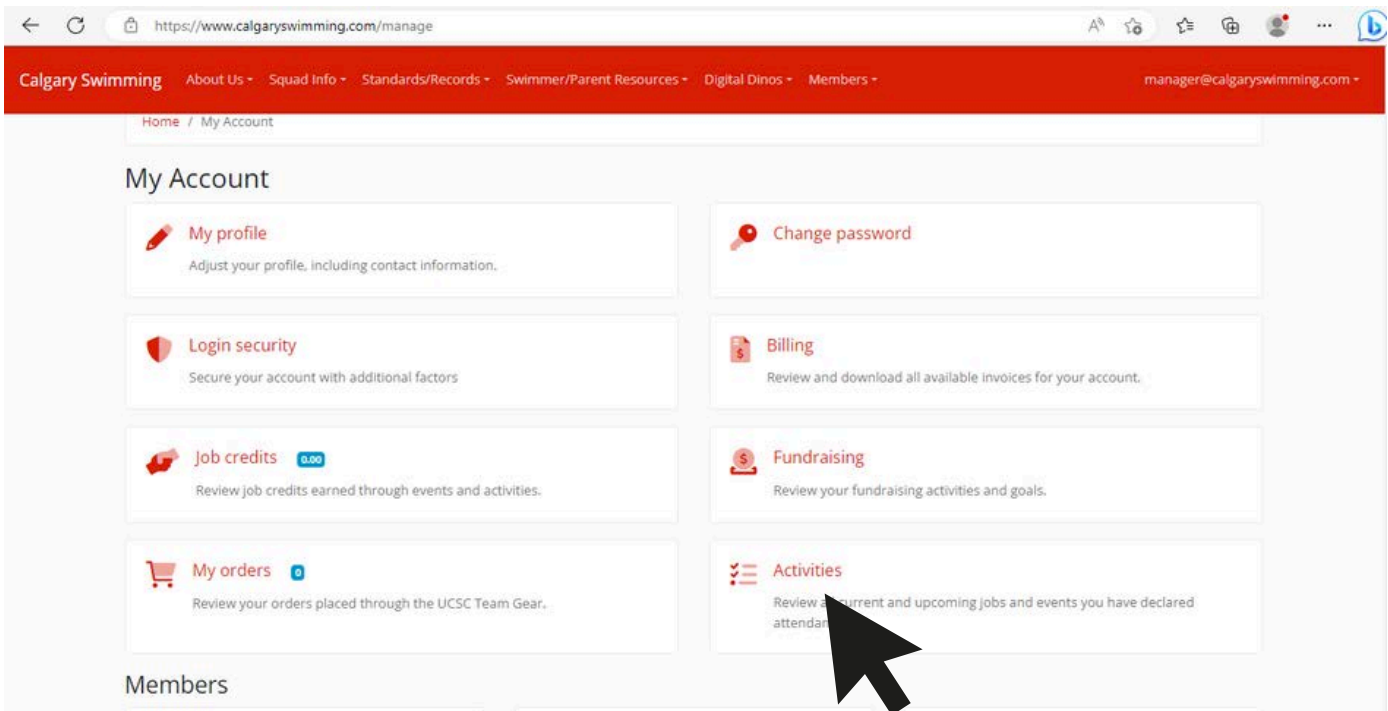 https://www.calgaryswimming.com/manage
Calgary Swimming About Us Squad Info Standards/Records Swimmer/Parent Resources Digital Dinos Members manager@calgaryswimming.com
Home / My Account
My Account
My profile
Adjust your profile, including contact information.
Change password
Login security
Secure your account with additional factors
Billing
Review and download all available invoices for your account.
Job credits 0.00
Review job credits earned through events and activities.
Fundraising
Review your fundraising activities and goals.
My orders 0
Review your orders placed through the UCSC Team Gear.
Activities
Review current and upcoming jobs and events you have declared
Members